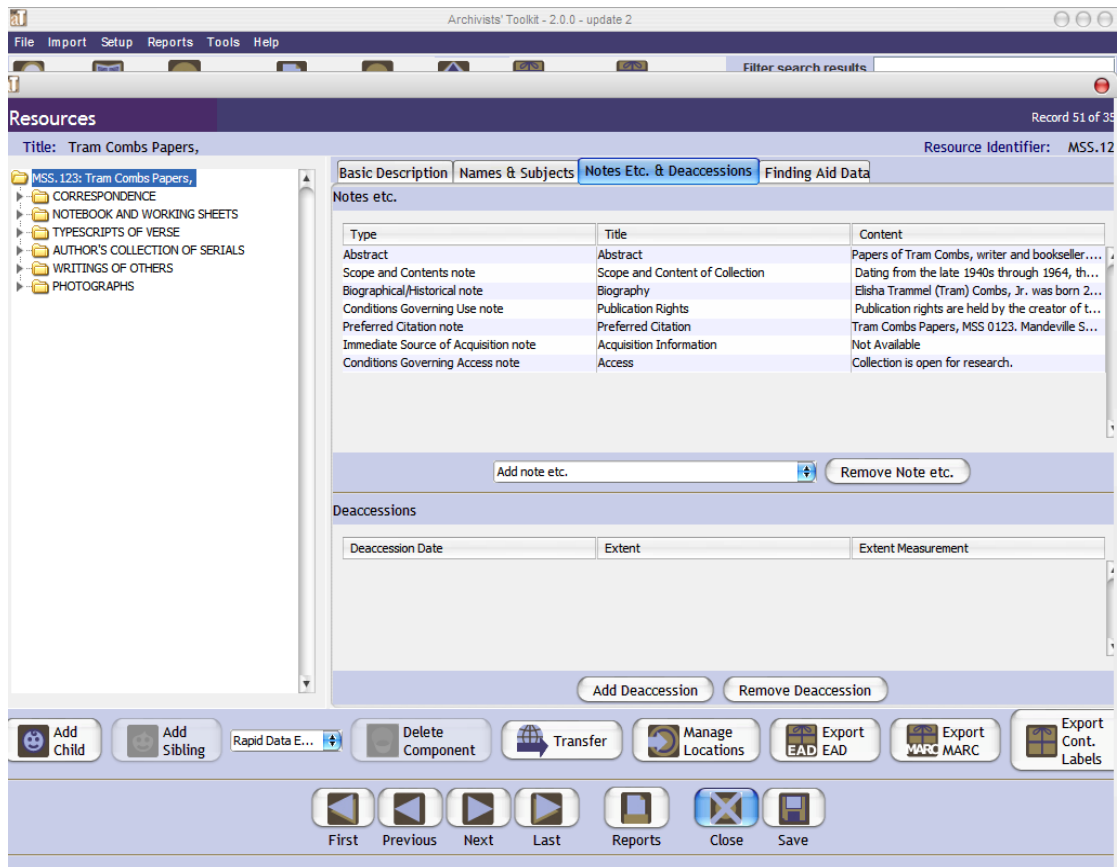 aT Archivists' Toolkit - 2.0.0 - update 2
File Import Setup Reports Tools Help
Filter search results
Resources Record 51 of 35
Title: Tram Combs Papers, Resource Identifier: MSS.12
MSS.123: Tram Combs Papers,
CORRESPONDENCE
NOTEBOOK AND WORKING SHEETS
TYPESCRIPTS OF VERSE
AUTHOR'S COLLECTION OF SERIALS
WRITINGS OF OTHERS
PHOTOGRAPHS
Basic Description Names & Subjects Notes Etc. & Deaccessions Finding Aid Data
Notes etc.
Type Title Content
Abstract Abstract Papers of Tram Combs, writer and bookseller....
Scope and Contents note Scope and Content of Collection Dating from the late 1940s through 1964, th...
Biographical/Historical note Biography Elisha Trammel (Tram) Combs, Jr. was born 2...
Conditions Governing Use note Publication Rights Publication rights are held by the creator of t...
Preferred Citation note Preferred Citation Tram Combs Papers, MSS 0123. Mandeville S...
Immediate Source of Acquisition note Acquisition Information Not Available
Conditions Governing Access note Access Collection is open for research.
Add note etc. Remove Note etc.
Deaccessions
Deaccession Date Extent Extent Measurement
Add Deaccession Remove Deaccession
Add Child
Add Sibling
Rapid Data E...
Delete Component
Transfer
Manage Locations
EAD Export EAD
MARC Export MARC
Export Cont. Labels
First Previous Next Last Reports Close Save